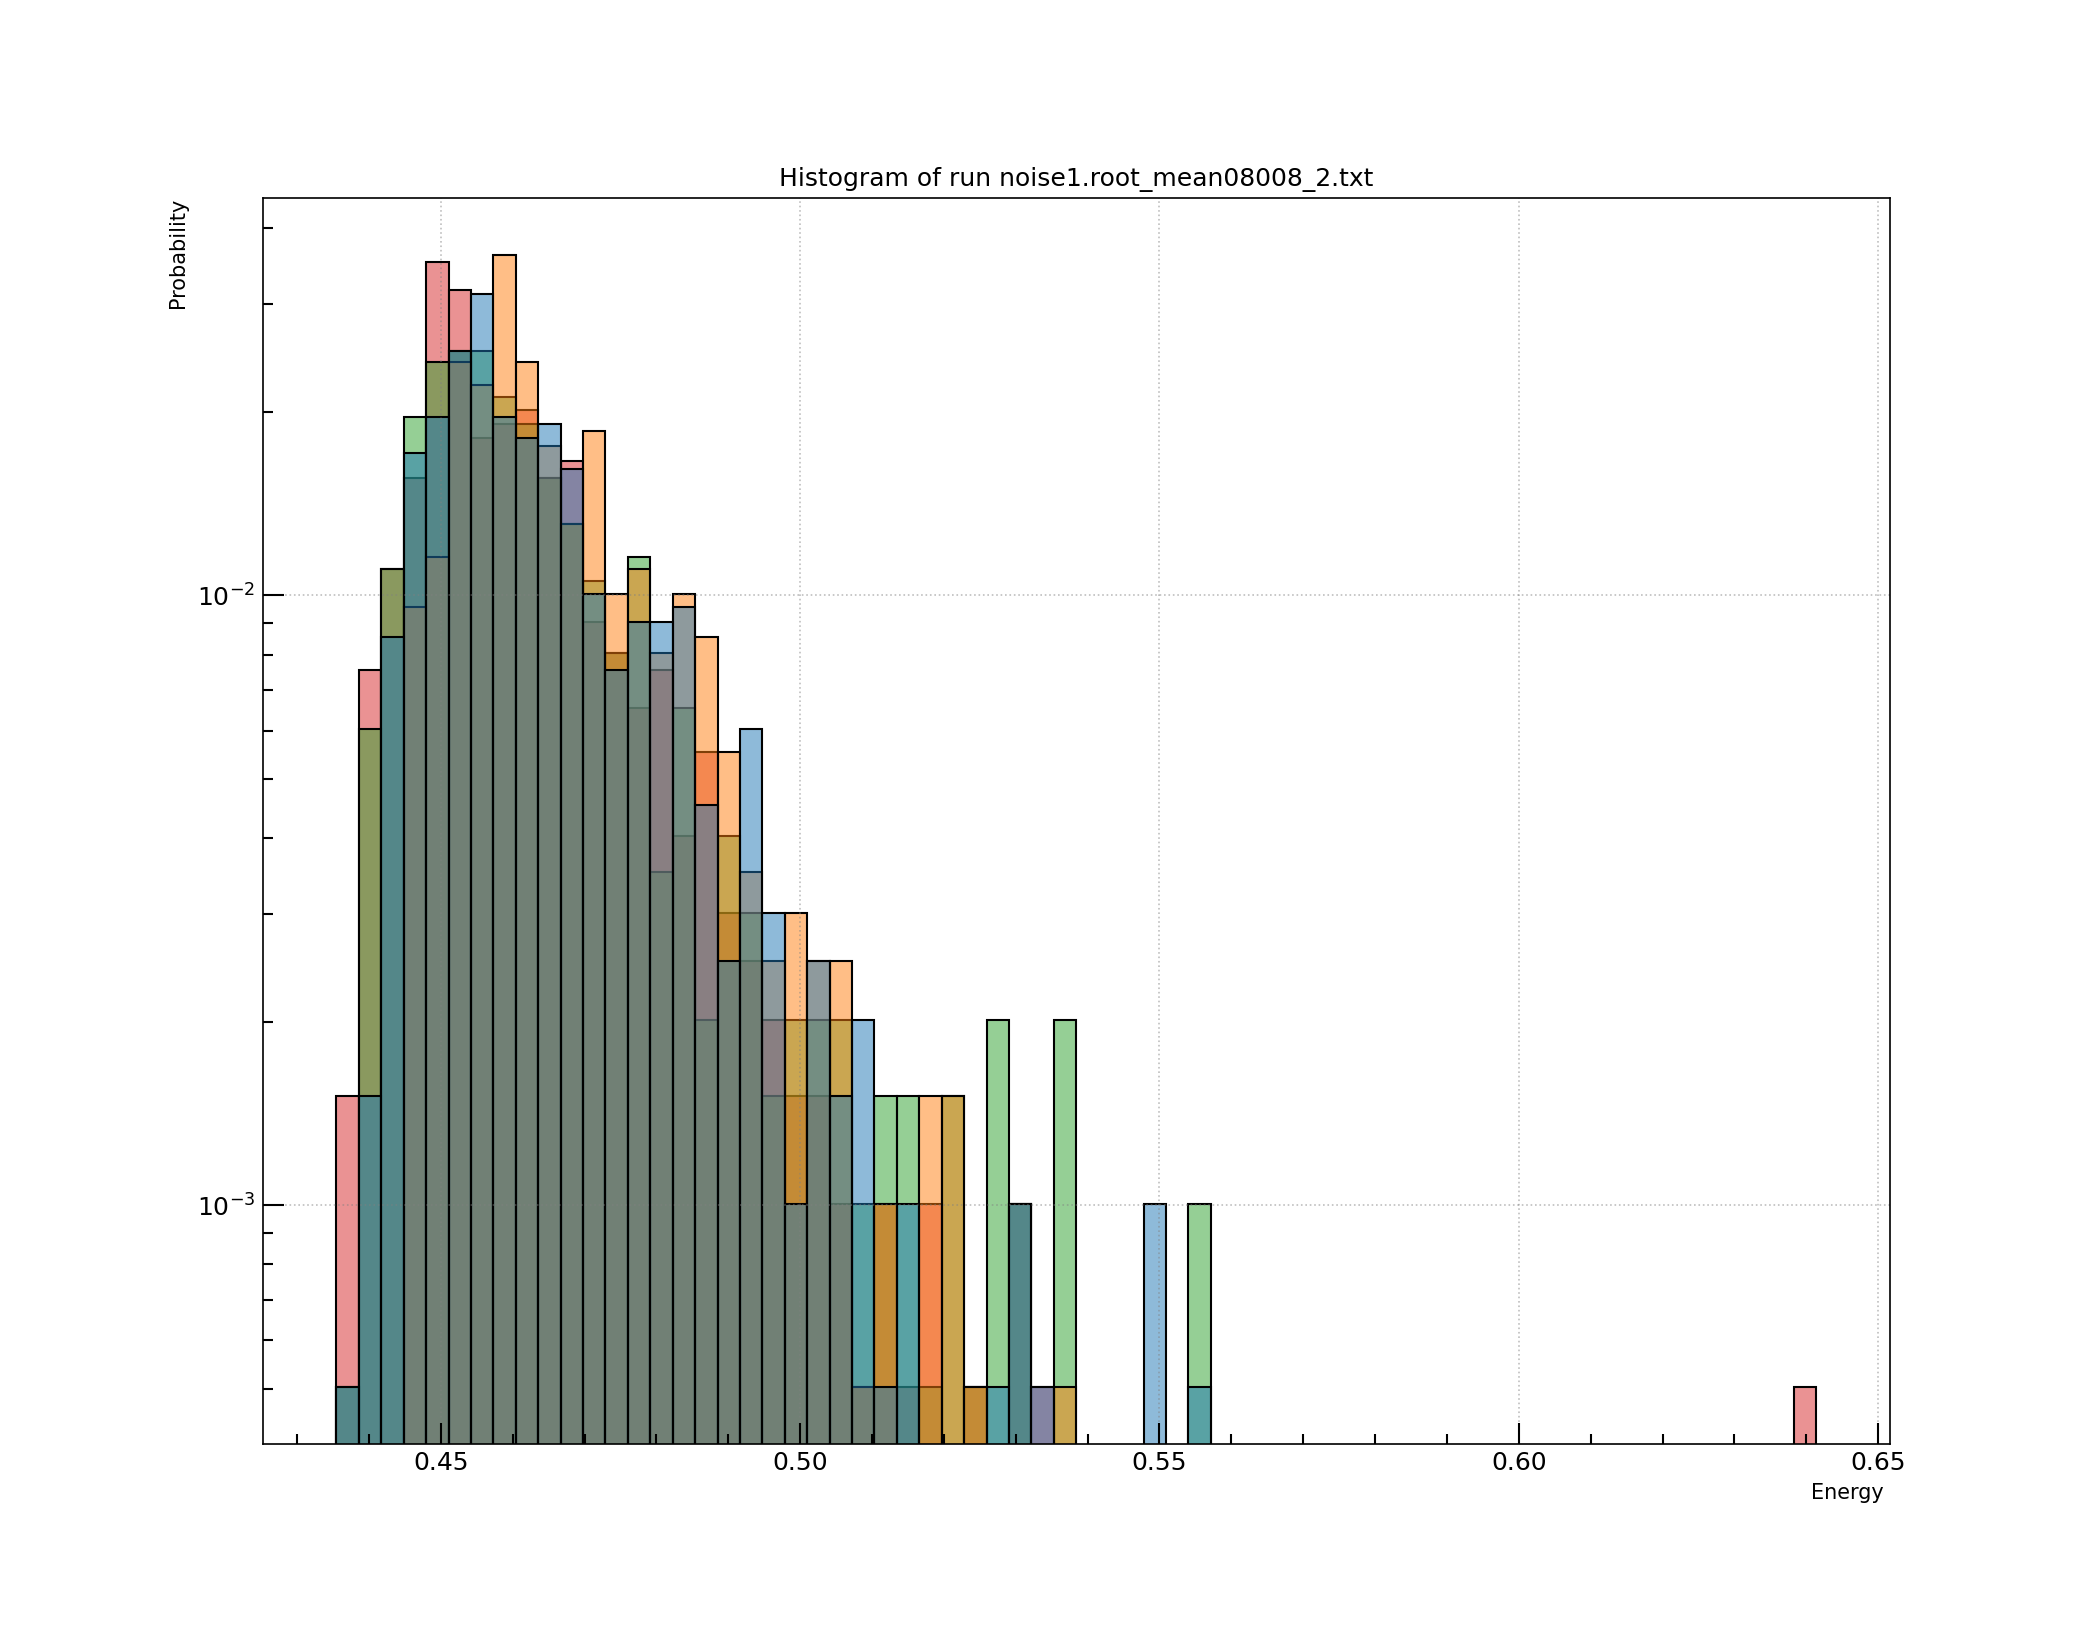 Histogram of run noise1.root_mean08008_2.txt
Probability
10⁻²
10⁻³
0.45 0.50 0.55 0.60 0.65
Energy